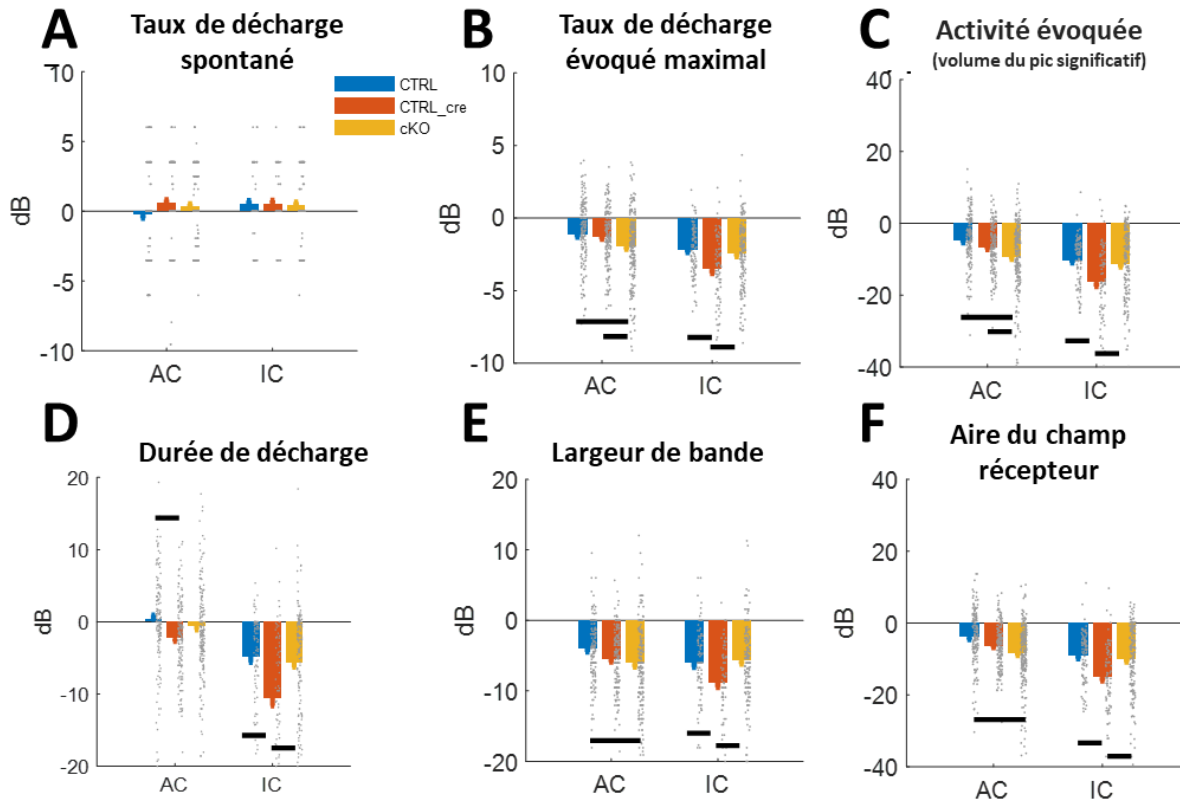 A
Taux de décharge
spontané
10
5
0
-5
-10
dB
AC
IC
CTRL
CTRL_cre
cKO
B
Taux de décharge
évoqué maximal
10
5
0
-5
-10
dB
AC
IC
C
Activité évoquée
(volume du pic significatif)
40
20
0
-20
-40
dB
AC
IC
D
Durée de décharge
20
10
0
-10
-20
dB
AC
IC
E
Largeur de bande
20
10
0
-10
-20
dB
AC
IC
F
Aire du champ
récepteur
40
20
0
-20
-40
dB
AC
IC